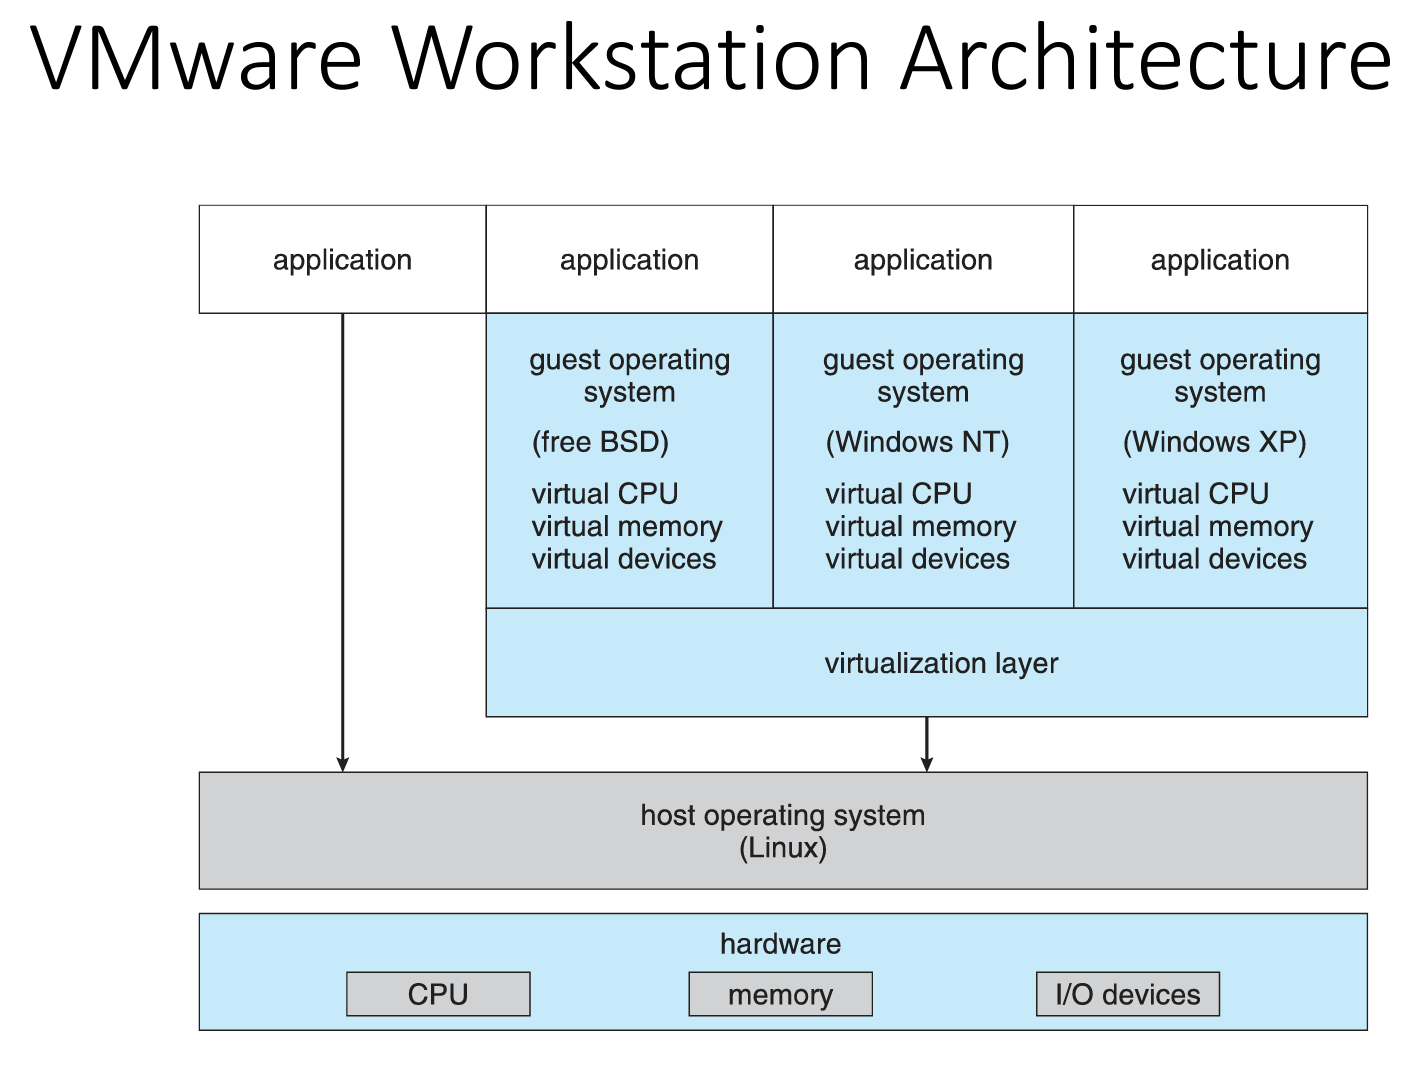 VMware Workstation Architecture
application
application
application
application
guest operating
system
(free BSD)
virtual CPU
virtual memory
virtual devices
guest operating
system
(Windows NT)
virtual CPU
virtual memory
virtual devices
guest operating
system
(Windows XP)
virtual CPU
virtual memory
virtual devices
virtualization layer
host operating system
(Linux)
hardware
CPU
memory
I/O devices